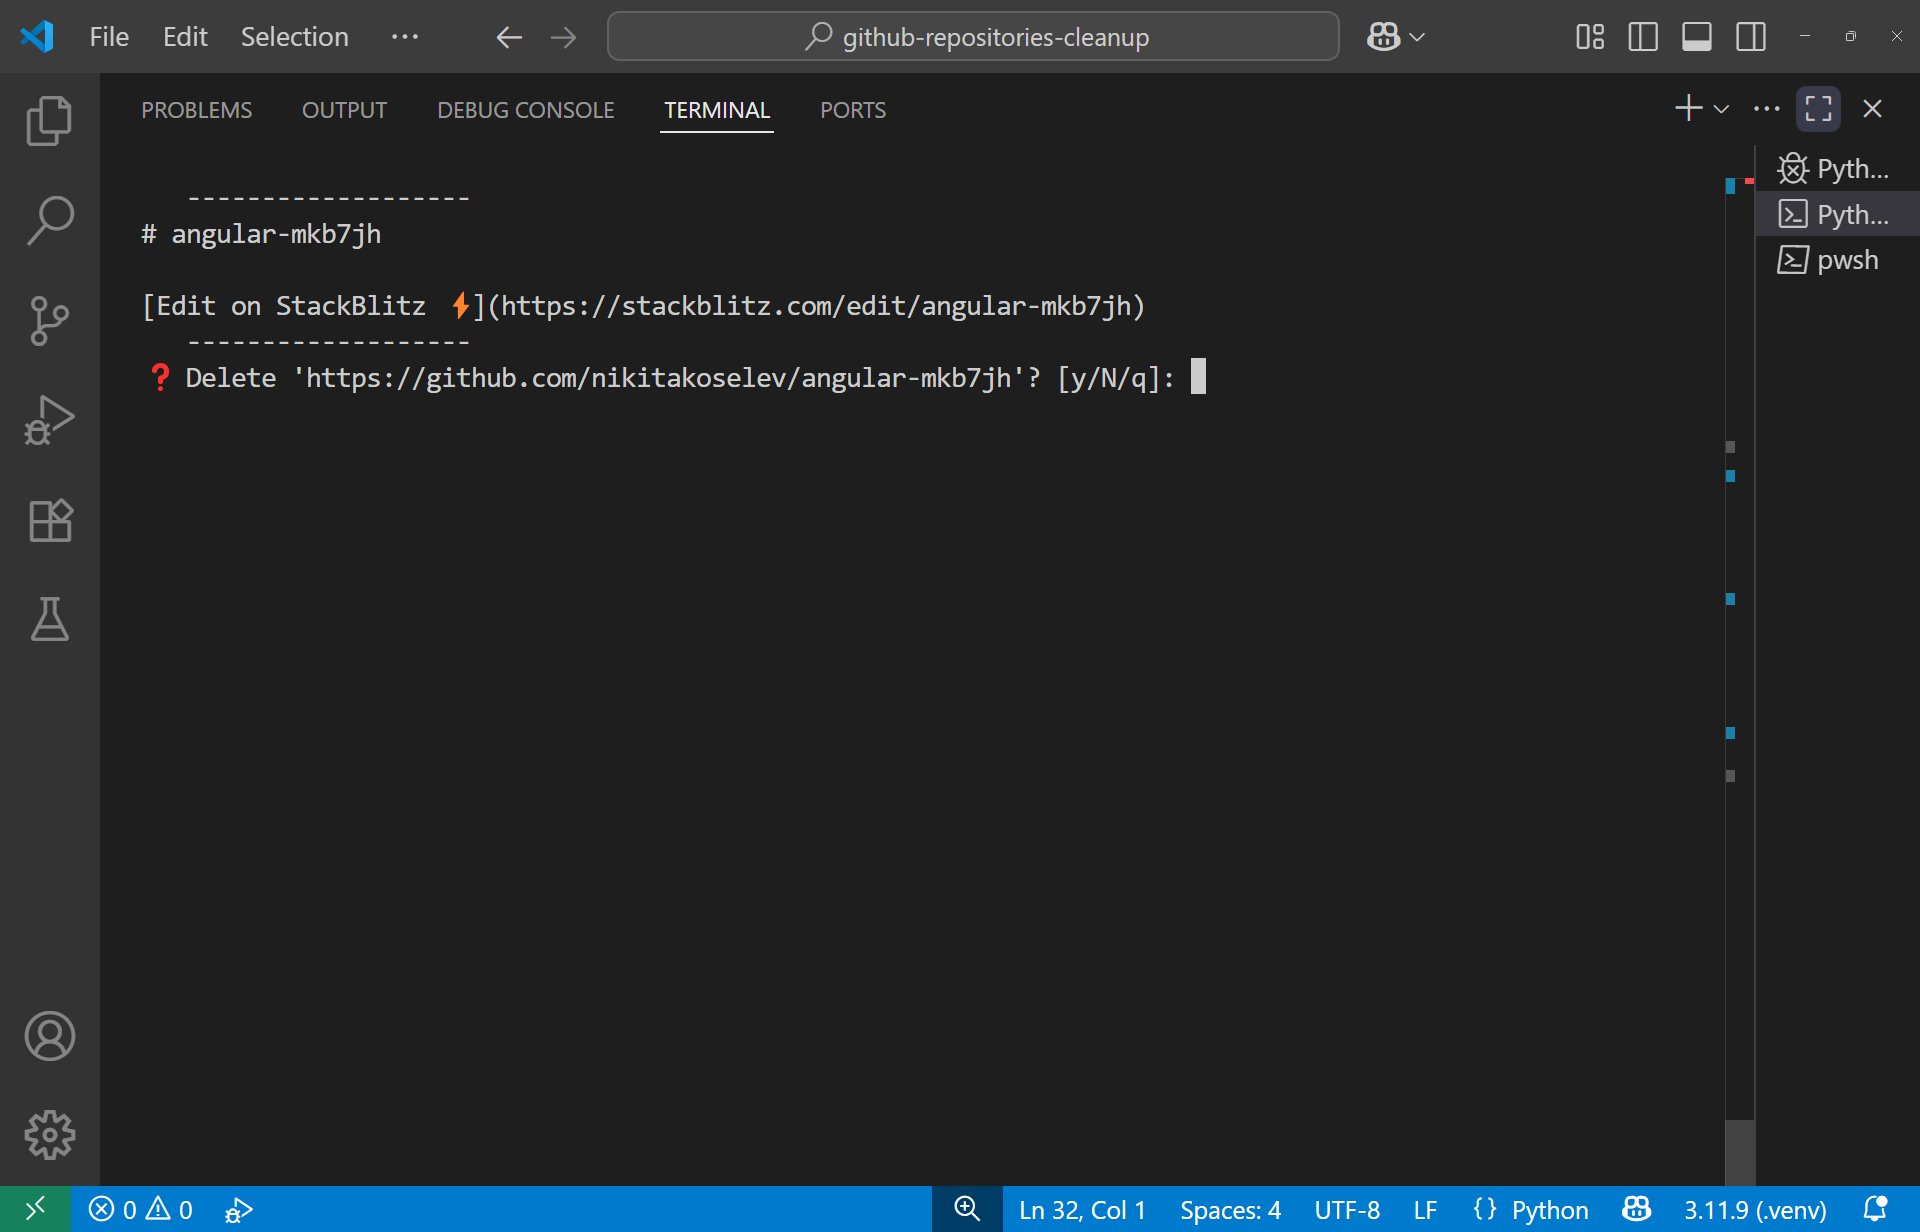 File Edit Selection ··· github-repositories-cleanup
PROBLEMS OUTPUT DEBUG CONSOLE TERMINAL PORTS
-------------------
# angular-mkb7jh
[Edit on StackBlitz ⚡](https://stackblitz.com/edit/angular-mkb7jh)
-------------------
❓ Delete 'https://github.com/nikitakoselev/angular-mkb7jh'? [y/N/q]:
Pyth...
Pyth...
pwsh
0 0 Ln 32, Col 1 Spaces: 4 UTF-8 LF {} Python 3.11.9 (.venv)